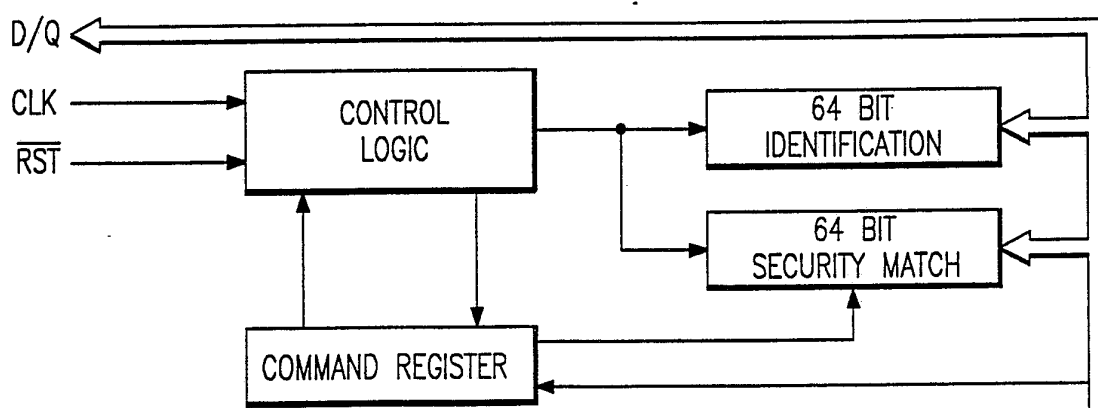 D/Q
CLK
RST
CONTROL
LOGIC
64 BIT
IDENTIFICATION
64 BIT
SECURITY MATCH
COMMAND REGISTER